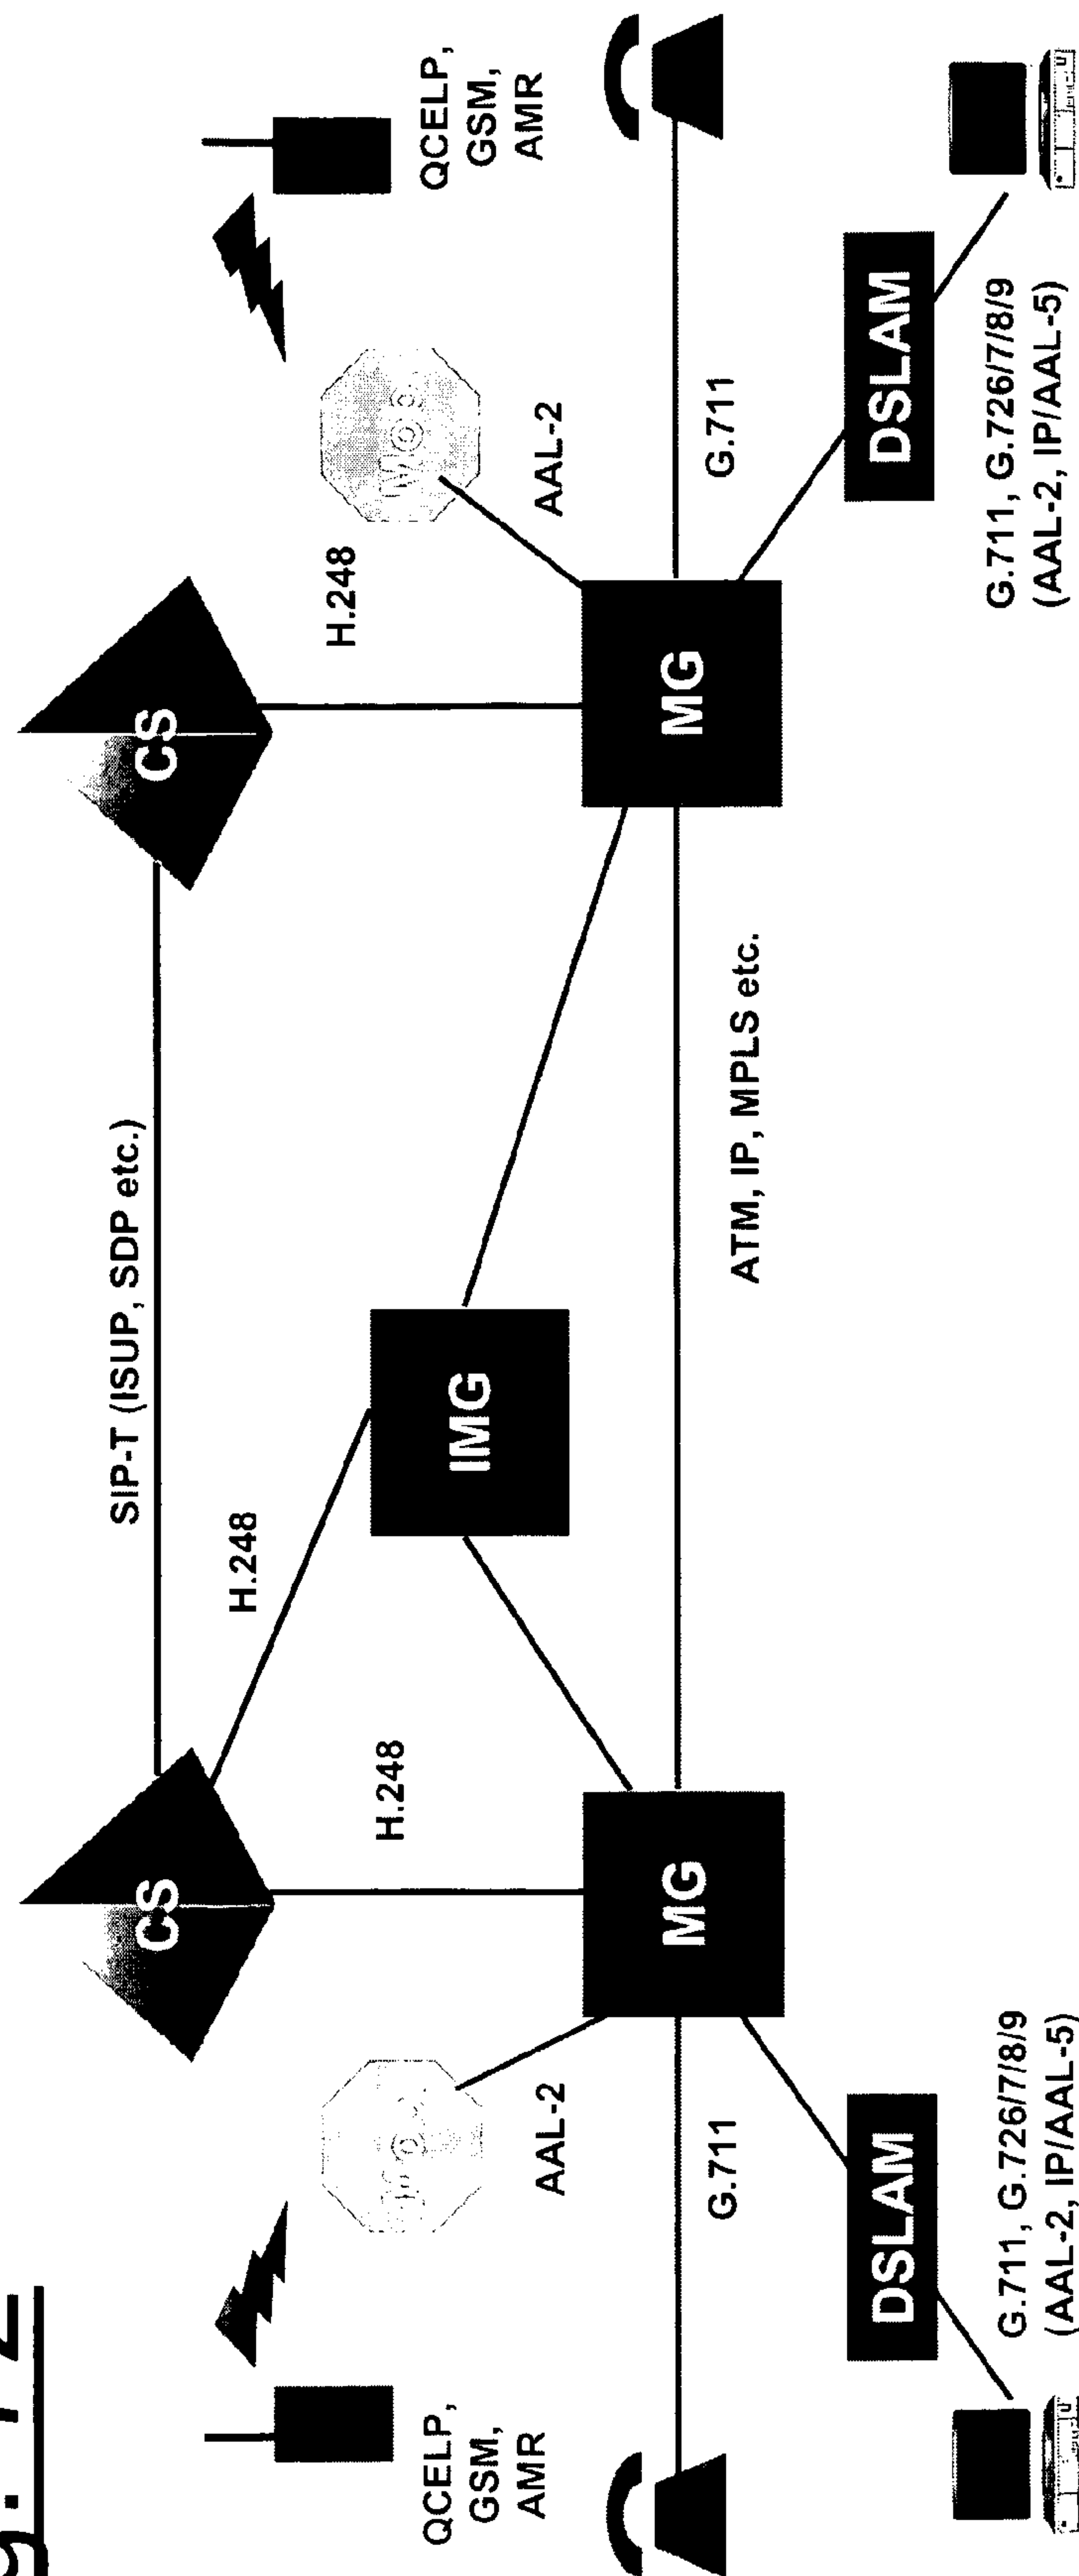 SIP-T (ISUP, SDP etc.)
CS
CS
H.248
H.248
H.248
QCELP,
GSM,
AMR
QCELP,
GSM,
AMR
IMG
AAL-2
AAL-2
MG
MG
G.711
G.711
ATM, IP, MPLS etc.
DSLAM
DSLAM
G.711, G.726/7/8/9
(AAL-2, IP/AAL-5)
G.711, G.726/7/8/9
(AAL-2, IP/AAL-5)